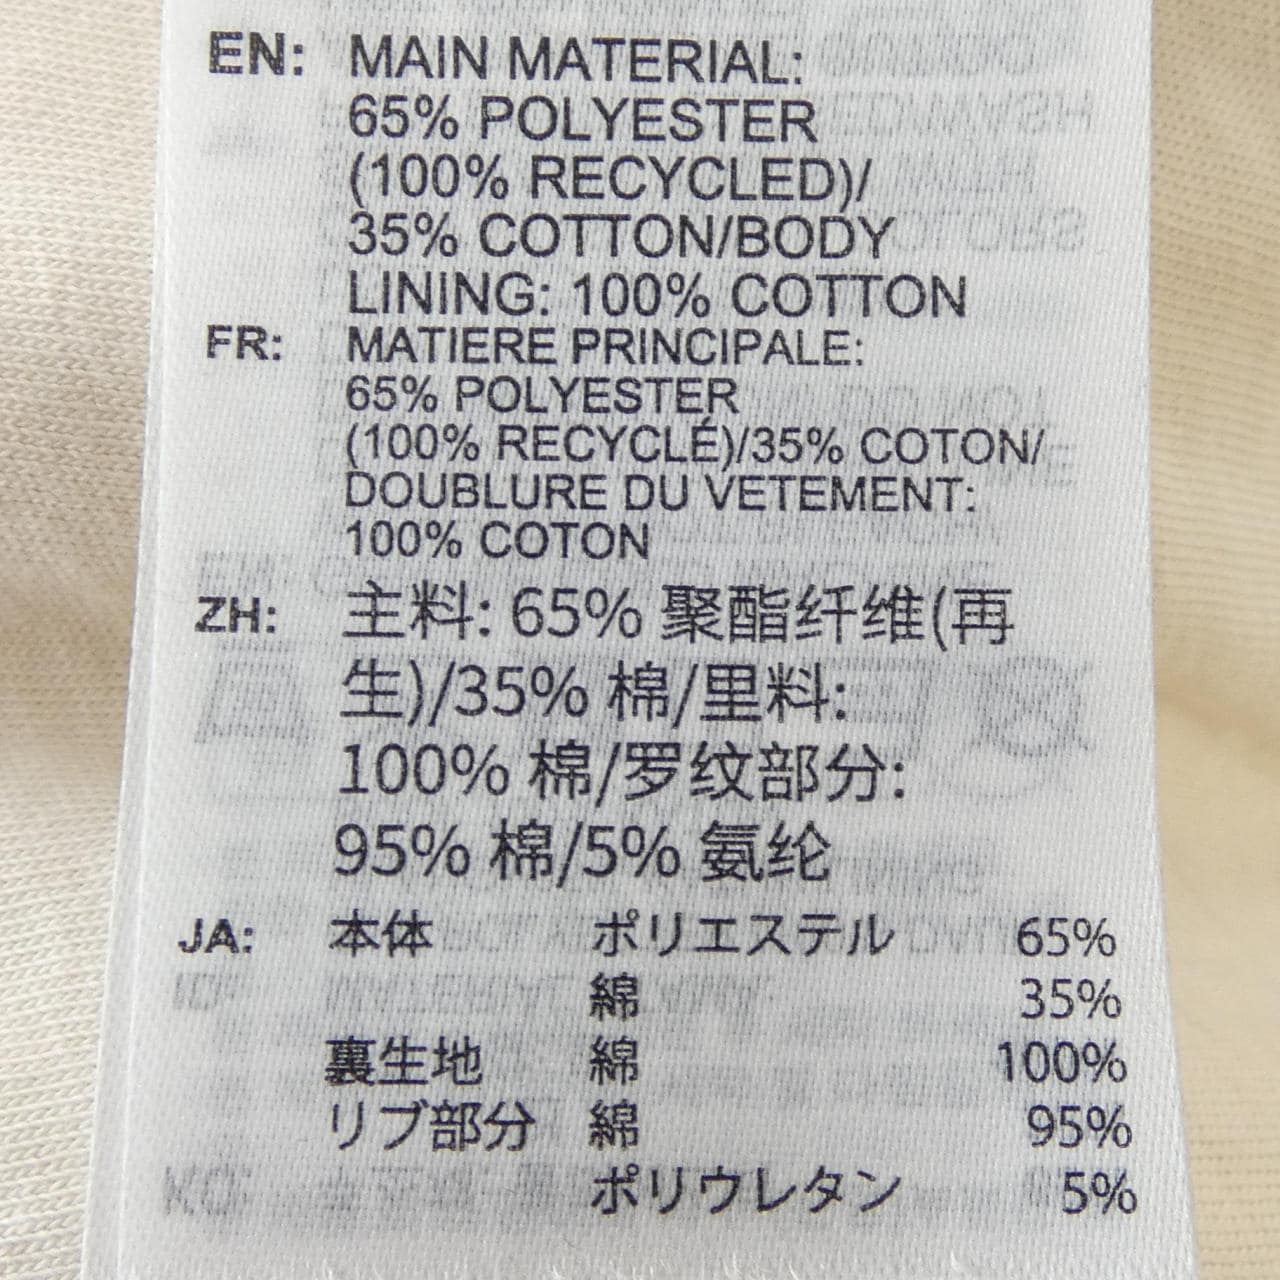 EN: MAIN MATERIAL:
65% POLYESTER
(100% RECYCLED)/
35% COTTON/BODY
LINING: 100% COTTON
FR: MATIERE PRINCIPALE:
65% POLYESTER
(100% RECYCLÉ)/35% COTON/
DOUBLURE DU VETEMENT:
100% COTON
ZH: 主料: 65% 聚酯纤维(再
生)/35% 棉/里料:
100% 棉/罗纹部分:
95% 棉/5% 氨纶
JA: 本体 ポリエステル 65%
綿 35%
裏生地 綿 100%
リブ部分 綿 95%
ポリウレタン 5%